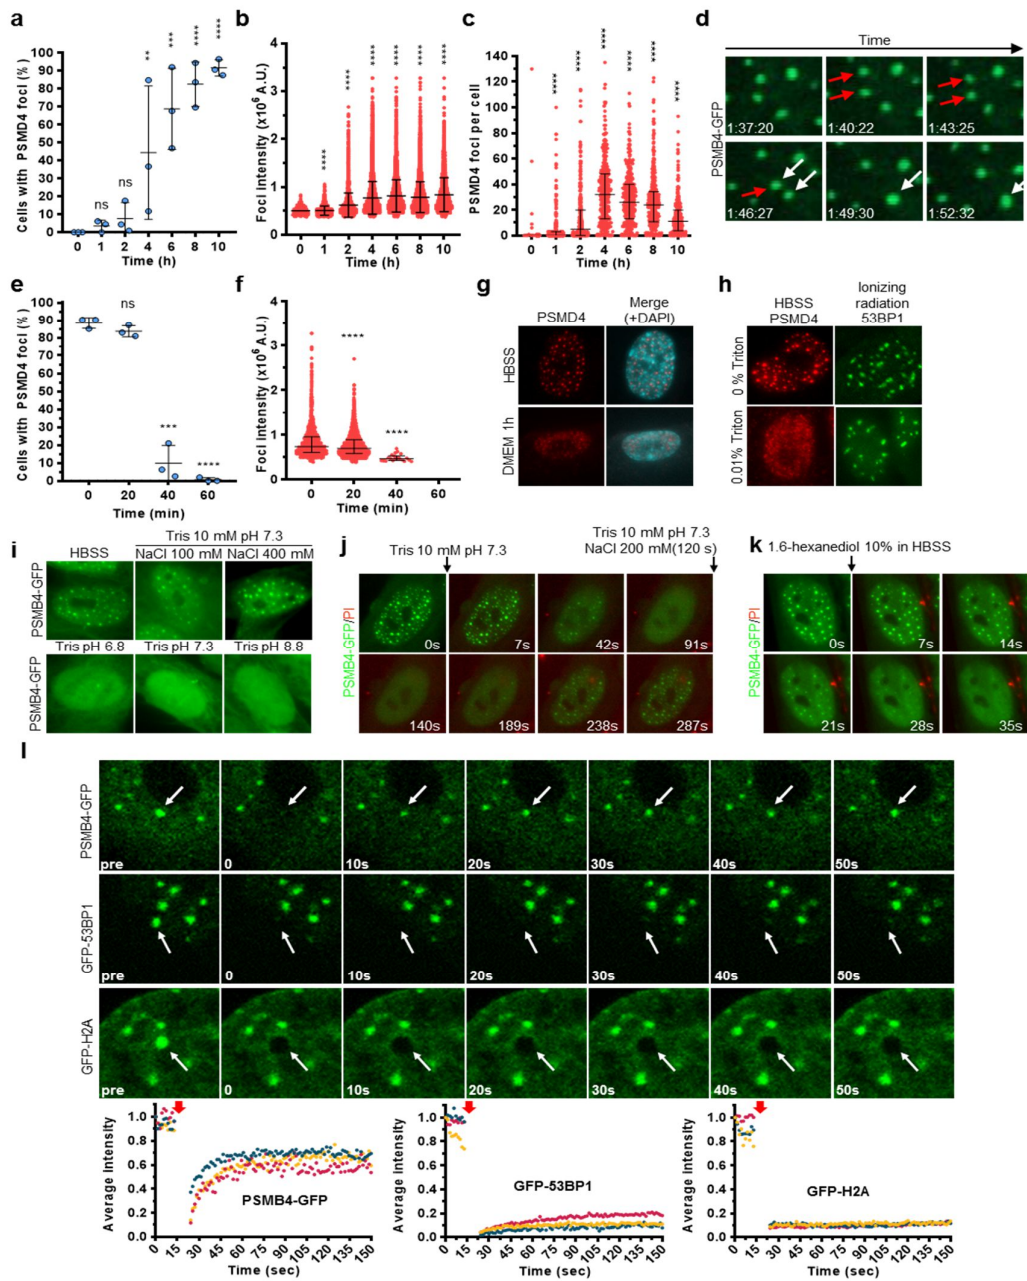 a
Cells with PSMD4 foci (%)
100
90
80
70
60
50
40
30
20
10
0
ns
ns
**
***
****
****
0 1 2 4 6 8 10
Time (h)
b
Foci intensity (x10⁶ A.U.)
4
3
2
1
0
****
****
****
****
****
****
0 1 2 4 6 8 10
Time (h)
c
PSMD4 foci per cell
140
120
100
80
60
40
20
0
****
****
****
****
****
****
0 1 2 4 6 8 10
Time (h)
d
Time
PSMB4-GFP
1:37:20 1:40:22 1:43:25
1:46:27 1:49:30 1:52:32
e
Cells with PSMD4 foci (%)
100
90
80
70
60
50
40
30
20
10
0
ns
***
****
0 20 40 60
Time (min)
f
Foci intensity (x10⁶ A.U.)
4
3
2
1
0
****
****
0 20 40 60
Time (min)
g
PSMD4 Merge
(+DAPI)
HBSS
DMEM 1h
h
HBSS
PSMD4
Ionizing
radiation
53BP1
0 % Triton
0.01% Triton
i
Tris 10 mM pH 7.3
HBSS NaCl 100 mM NaCl 400 mM
PSMB4-GFP
Tris pH 6.8 Tris pH 7.3 Tris pH 8.8
PSMB4-GFP
j
Tris 10 mM pH 7.3
Tris 10 mM pH 7.3
NaCl 200 mM(120 s)
PSMB4-GFP/PI
0s 7s 42s 91s
140s 189s 238s 287s
k
1.6-hexanediol 10% in HBSS
PSMB4-GFP/PI
0s 7s 14s
21s 28s 35s
l
PSMB4-GFP
pre 0 10s 20s 30s 40s 50s
GFP-53BP1
pre 0 10s 20s 30s 40s 50s
GFP-H2A
pre 0 10s 20s 30s 40s 50s
Average intensity
1.0
0.8
0.6
0.4
0.2
0.0
PSMB4-GFP
0 15 30 45 60 75 90 105 120 135 150
Time (sec)
Average intensity
1.0
0.8
0.6
0.4
0.2
0.0
GFP-53BP1
0 15 30 45 60 75 90 105 120 135 150
Time (sec)
Average intensity
1.0
0.8
0.6
0.4
0.2
0.0
GFP-H2A
0 15 30 45 60 75 90 105 120 135 150
Time (sec)